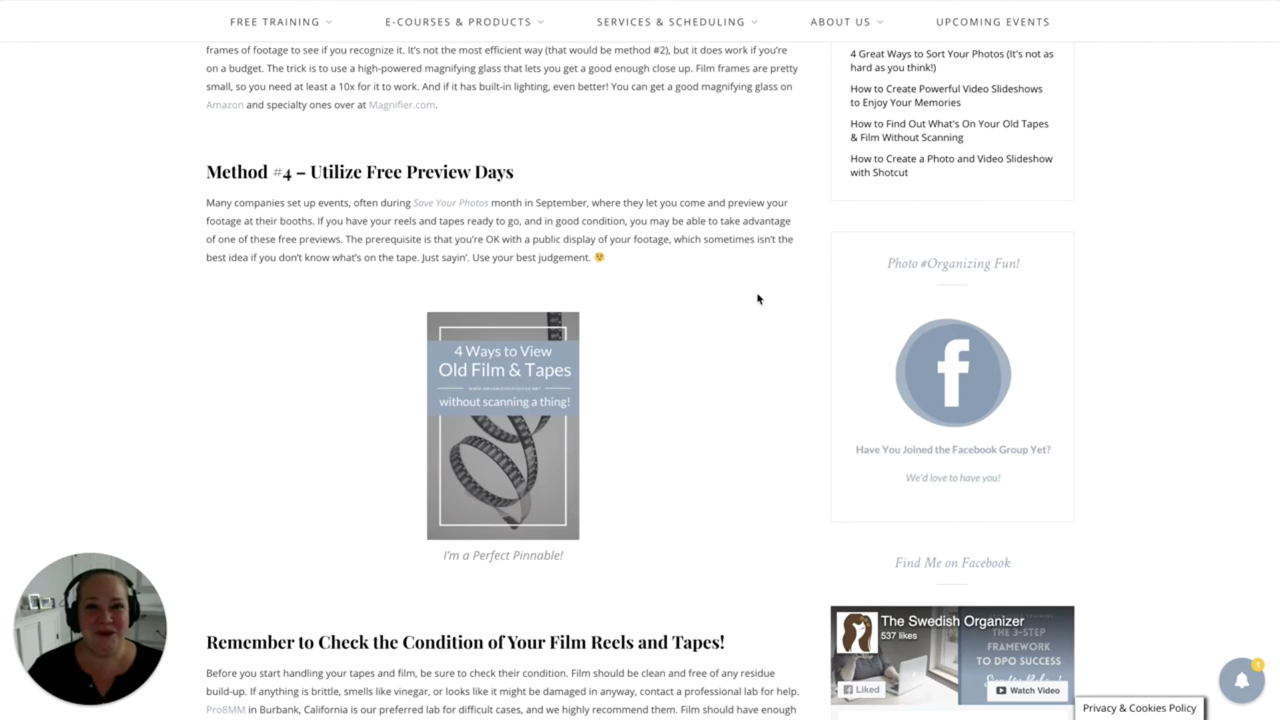 FREE TRAINING
E-COURSES & PRODUCTS
SERVICES & SCHEDULING
ABOUT US
UPCOMING EVENTS
frames of footage to see if you recognize it. It's not the most efficient way (that would be method #2), but it does work if you're
on a budget. The trick is to use a high-powered magnifying glass that lets you get a good enough close up. Film frames are pretty
small, so you need at least a 10x for it to work. And if it has built-in lighting, even better! You can get a good magnifying glass on
Amazon and specialty ones over at Magnifier.com.
Method #4 – Utilize Free Preview Days
Many companies set up events, often during Save Your Photos month in September, where they let you come and preview your
footage at their booths. If you have your reels and tapes ready to go, and in good condition, you may be able to take advantage
of one of these free previews. The prerequisite is that you're OK with a public display of your footage, which sometimes isn't the
best idea if you don't know what's on the tape. Just sayin'. Use your best judgement. 😉
4 Ways to View
Old Film & Tapes
without scanning a thing!
I'm a Perfect Pinnable!
Remember to Check the Condition of Your Film Reels and Tapes!
Before you start handling your tapes and film, be sure to check their condition. Film should be clean and free of any residue
build-up. If anything is brittle, smells like vinegar, or looks like it might be damaged in anyway, contact a professional lab for help.
Pro8MM in Burbank, California is our preferred lab for difficult cases, and we highly recommend them. Film should have enough
4 Great Ways to Sort Your Photos (It's not as
hard as you think!)
How to Create Powerful Video Slideshows
to Enjoy Your Memories
How to Find Out What's On Your Old Tapes
& Film Without Scanning
How to Create a Photo and Video Slideshow
with Shotcut
Photo #Organizing Fun!
f
Have You Joined the Facebook Group Yet?
We'd love to have you!
Find Me on Facebook
The Swedish Organizer
537 likes
THE 3-STEP
FRAMEWORK
TO DPO SUCCESS
Liked
Watch Video
1
Privacy & Cookies Policy